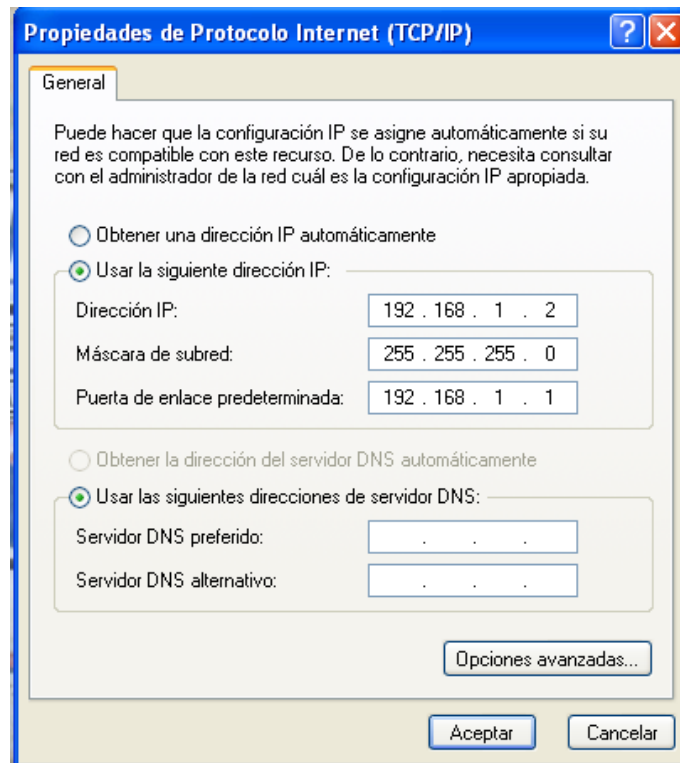 Propiedades de Protocolo Internet (TCP/IP)
General
Puede hacer que la configuración IP se asigne automáticamente si su
red es compatible con este recurso. De lo contrario, necesita consultar
con el administrador de la red cuál es la configuración IP apropiada.
Obtener una dirección IP automáticamente
Usar la siguiente dirección IP:
Dirección IP: 192 . 168 . 1 . 2
Máscara de subred: 255 . 255 . 255 . 0
Puerta de enlace predeterminada: 192 . 168 . 1 . 1
Obtener la dirección del servidor DNS automáticamente
Usar las siguientes direcciones de servidor DNS:
Servidor DNS preferido: . . .
Servidor DNS alternativo: . . .
Opciones avanzadas...
Aceptar Cancelar